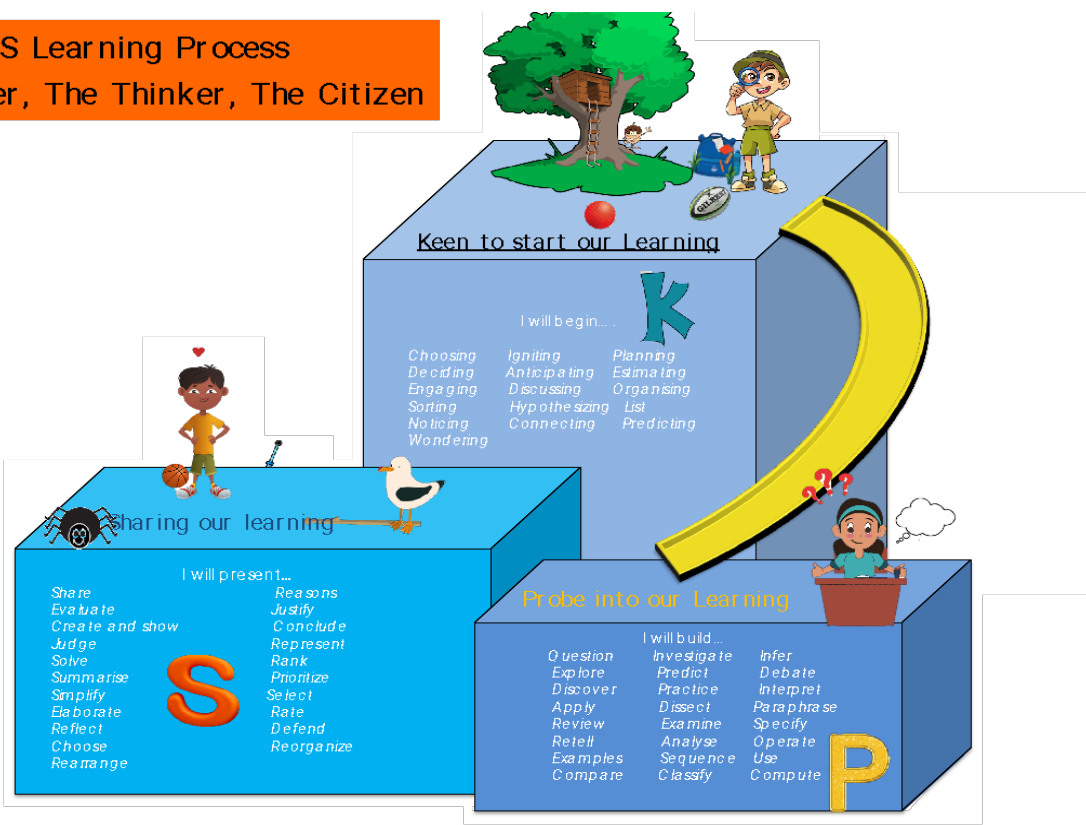 S Learning Process
er, The Thinker, The Citizen
GILBERT
Keen to start our Learning
K
I will begin....
Choosing Igniting Planning
Deciding Anticipating Estimating
Engaging Discussing Organising
Sorting Hypothesizing List
Noticing Connecting Predicting
Wondering
Sharing our learning
I will present...
Share Reasons
Evaluate Justify
Create and show Conclude
Judge Represent
Solve Rank
Summarise Prioritize
Simplify Select
Elaborate Rate
Reflect Defend
Choose Reorganize
Rearrange
S
???
Probe into our Learning
I will build...
Question Investigate Infer
Explore Predict Debate
Discover Practice Interpret
Apply Dissect Paraphrase
Review Examine Specify
Retell Analyse Operate
Examples Sequence Use
Compare Classify Compute
P